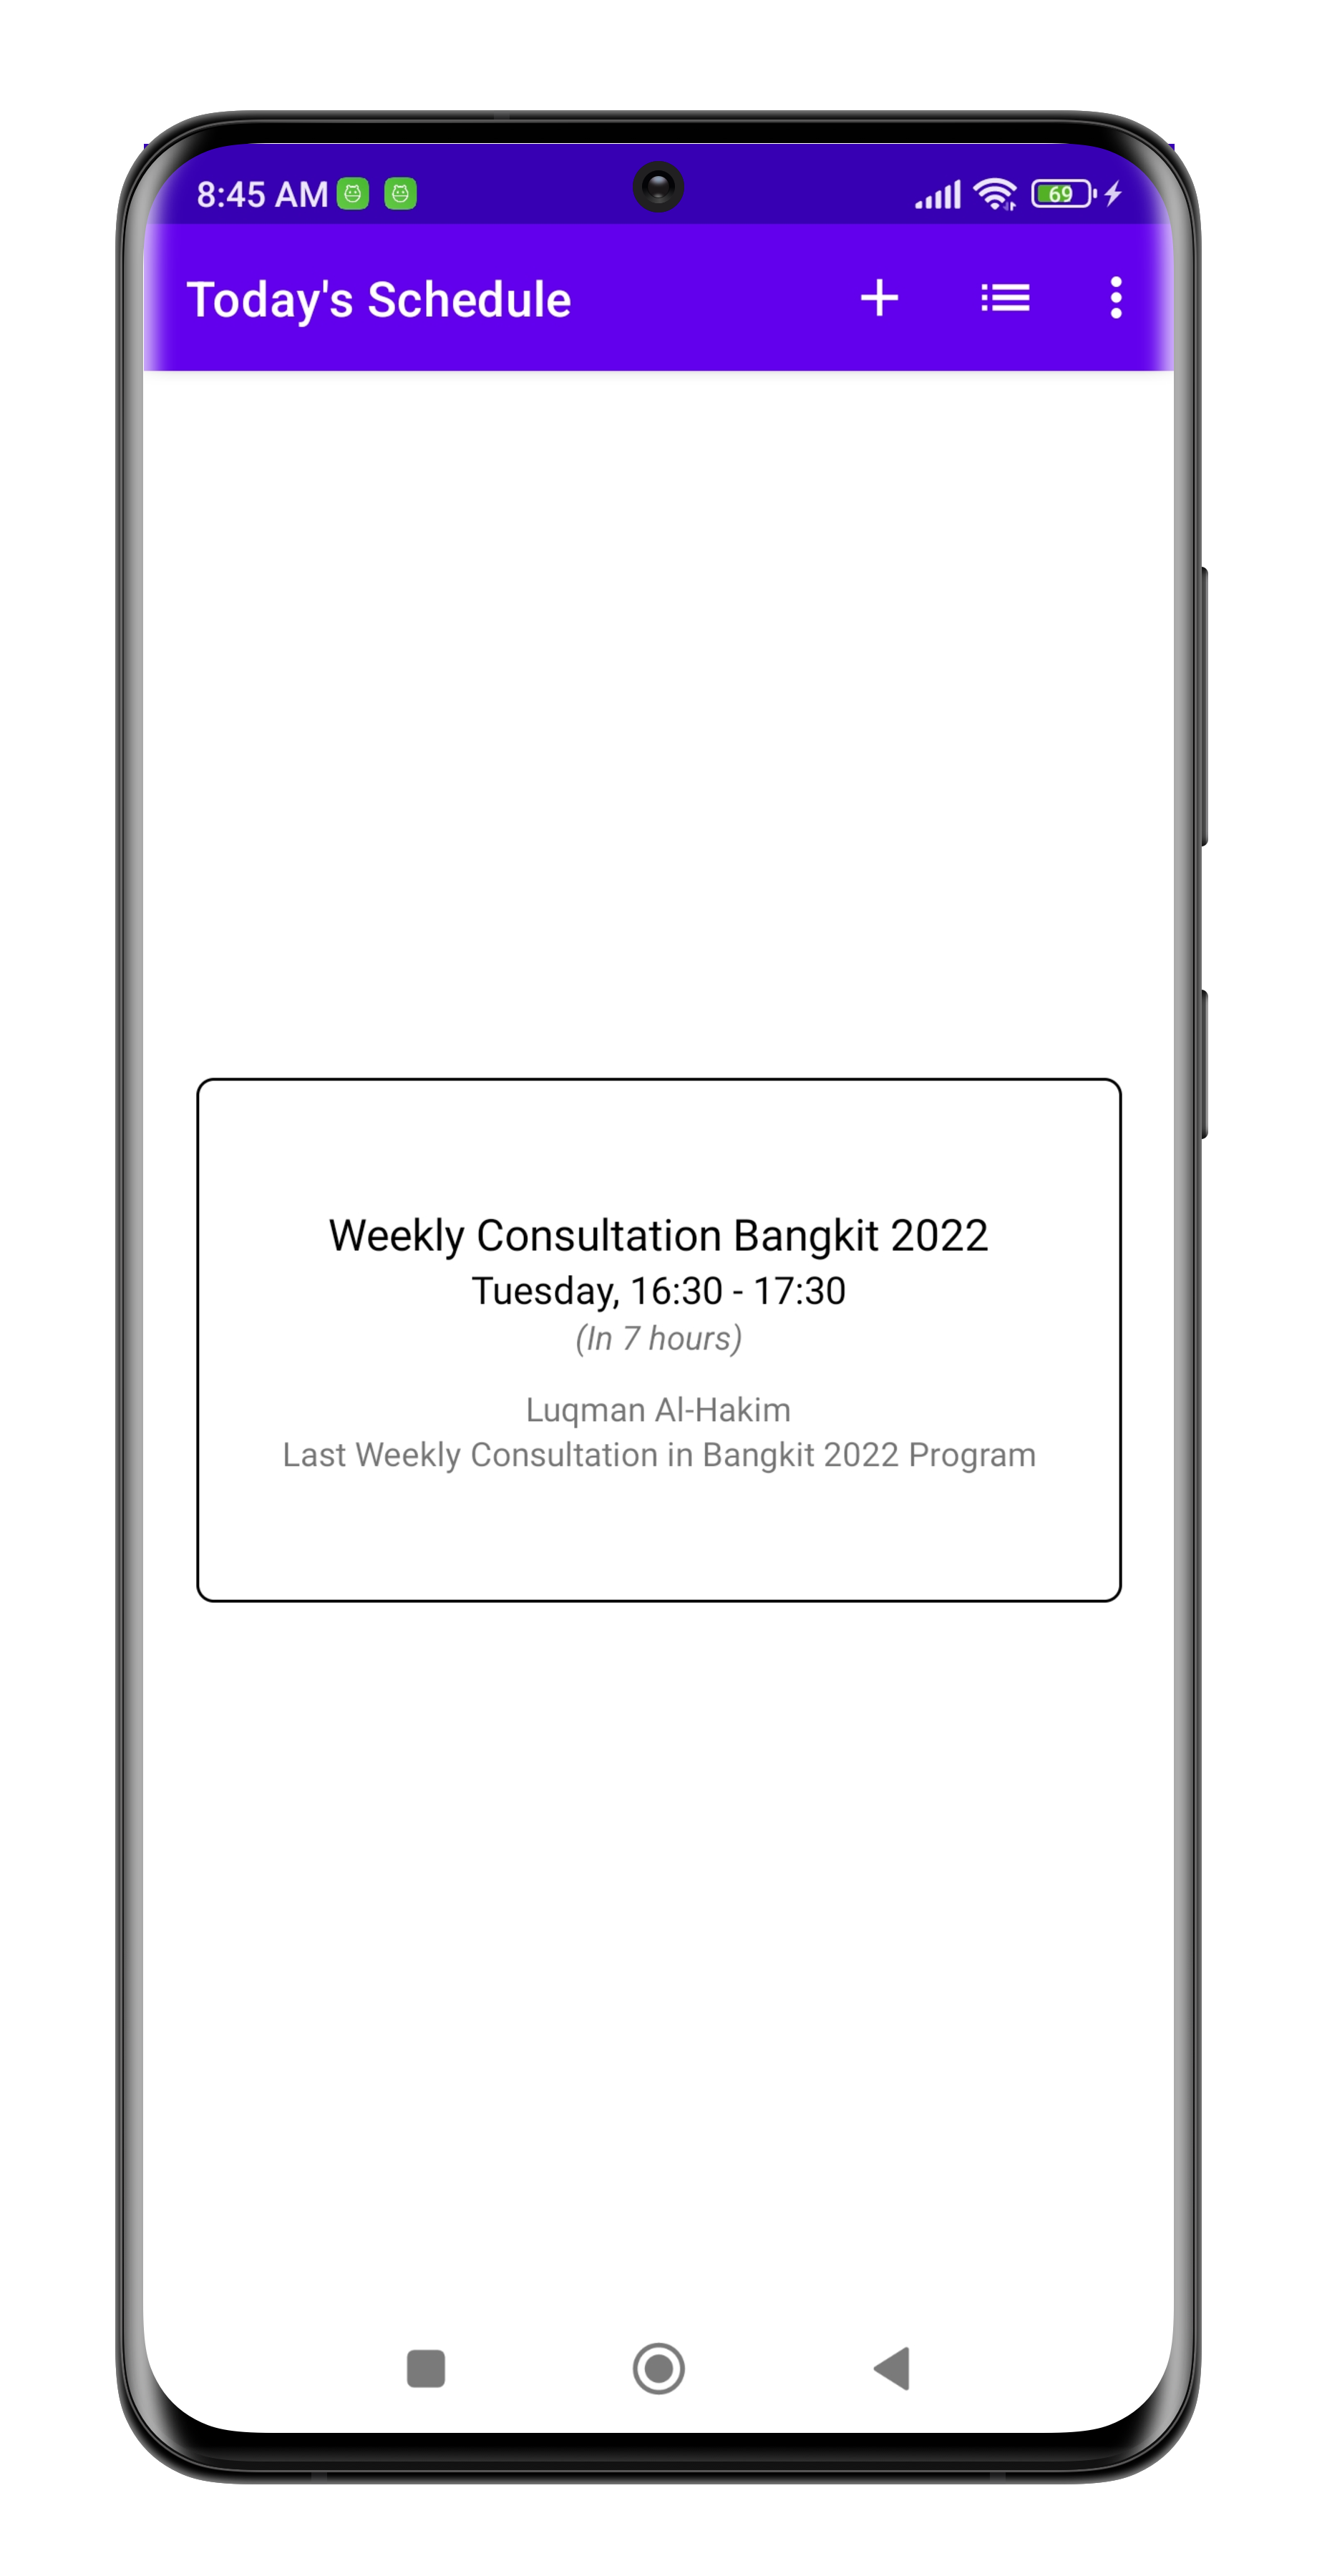 8:45 AM
69
Today's Schedule
Weekly Consultation Bangkit 2022
Tuesday, 16:30 - 17:30
(In 7 hours)
Luqman Al-Hakim
Last Weekly Consultation in Bangkit 2022 Program